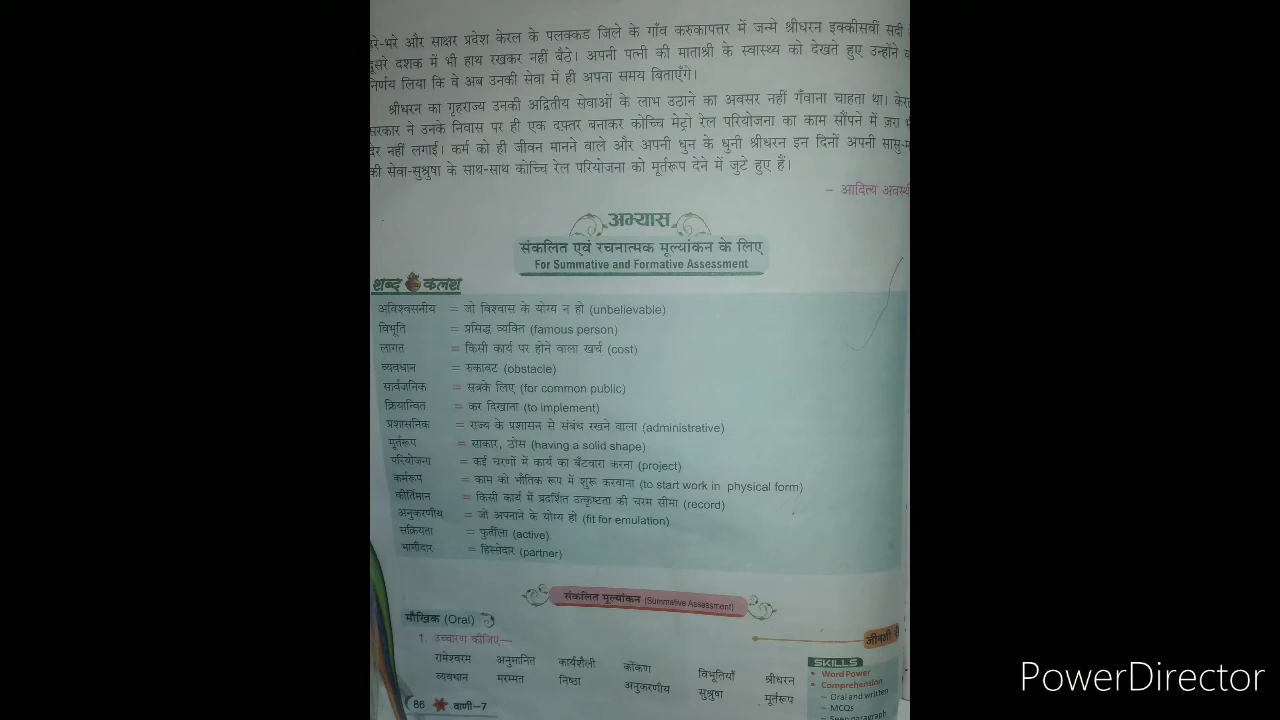 हरे-भरे और साक्षर प्रदेश केरल के पलक्कड जिले के गाँव करुकापत्तर में जन्मे श्रीधरन इक्कीसवीं सदी
दूसरे दशक में भी हाथ रखकर नहीं बैठे। अपनी पत्नी की माताश्री के स्वास्थ्य को देखते हुए उन्होंने
निर्णय लिया कि वे अब उनकी सेवा में ही अपना समय बिताएँगे।
श्रीधरन का गृहराज्य उनकी अद्वितीय सेवाओं के लाभ उठाने का अवसर नहीं गँवाना चाहता था।
सरकार ने उनके निवास पर ही एक दफ़्तर बनाकर कोच्चि मेट्रो रेल परियोजना का काम सौंपने में ज़रा
देर नहीं लगाई। कर्म को ही जीवन मानने वाले और अपनी धुन के धुनी श्रीधरन इन दिनों अपनी
की सेवा-सुश्रुषा के साथ-साथ कोच्चि रेल परियोजना को मूर्तरूप देने में जुटे हुए हैं।
– आदित्य अवस्थी
अभ्यास
संकलित एवं रचनात्मक मूल्यांकन के लिए
For Summative and Formative Assessment
शब्द कलश
अविश्वसनीय = जो विश्वास के योग्य न हो (unbelievable)
विभूति = प्रसिद्ध व्यक्ति (famous person)
लागत = किसी कार्य पर होने वाला खर्च (cost)
व्यवधान = रुकावट (obstacle)
सार्वजनिक = सबके लिए (for common public)
क्रियान्वित = कर दिखाना (to implement)
प्रशासनिक = राज्य के प्रशासन से संबंध रखने वाला (administrative)
मूर्तरूप = साकार, ठोस (having a solid shape)
परियोजना = कई चरणों में कार्य का बँटवारा करना (project)
कर्मरूप = काम को भौतिक रूप में शुरू करवाना (to start work in physical form)
कीर्तिमान = किसी कार्य में प्रदर्शित उत्कृष्टता की चरम सीमा (record)
अनुकरणीय = जो अपनाने के योग्य हो (fit for emulation)
सक्रियता = फुर्तीला (active)
भागीदार = हिस्सेदार (partner)
संकलित मूल्यांकन (Summative Assessment)
मौखिक (Oral)
1. उच्चारण कीजिए—
रामेश्वरम अनुमानित कार्यशैली कोंकण विभूतियाँ श्रीधरन
व्यवधान मरम्मत निष्ठा अनुकरणीय सुश्रुषा मूर्तरूप
SKILLS
• Word Power
• Comprehension
– Oral and written
– MCQs
– Seen paragraph
86 वाणी–7
PowerDirector